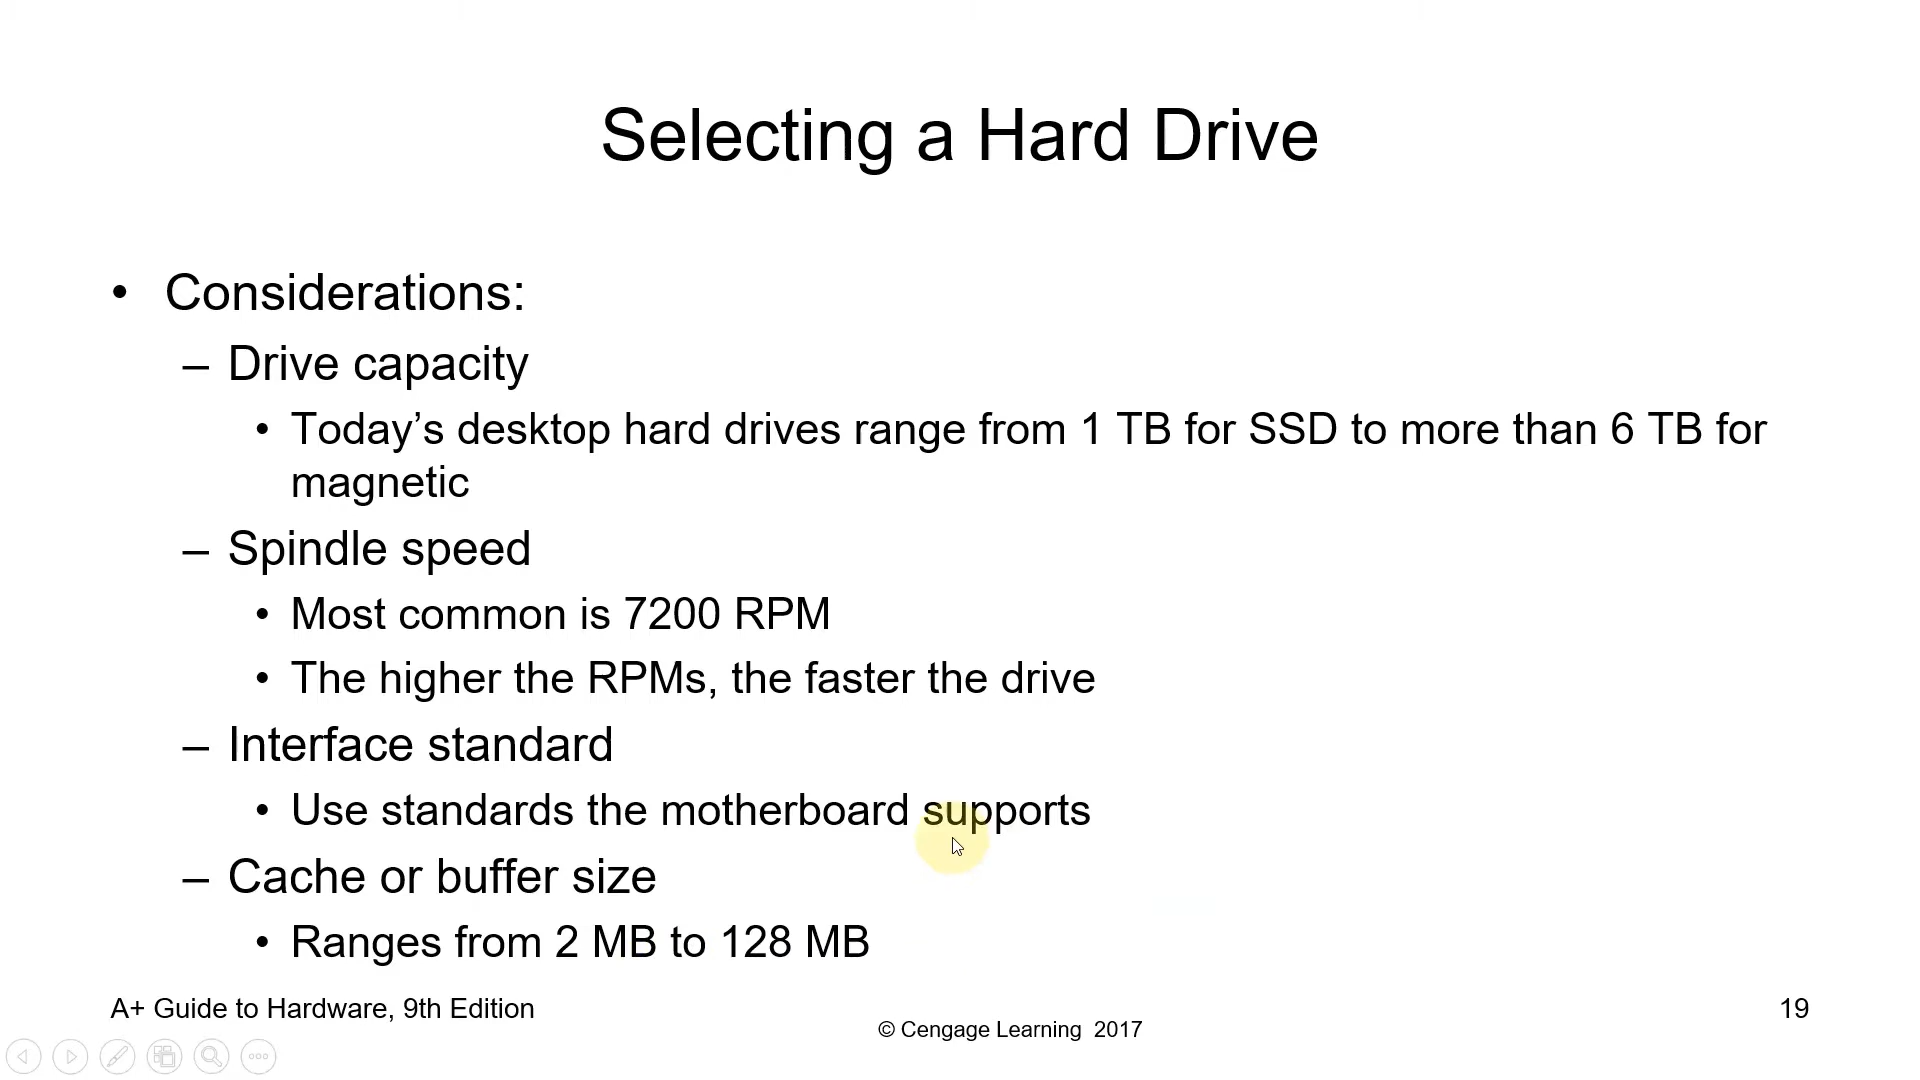 Selecting a Hard Drive
• Considerations:
– Drive capacity
• Today’s desktop hard drives range from 1 TB for SSD to more than 6 TB for
magnetic
– Spindle speed
• Most common is 7200 RPM
• The higher the RPMs, the faster the drive
– Interface standard
• Use standards the motherboard supports
– Cache or buffer size
• Ranges from 2 MB to 128 MB
A+ Guide to Hardware, 9th Edition
19
© Cengage Learning 2017